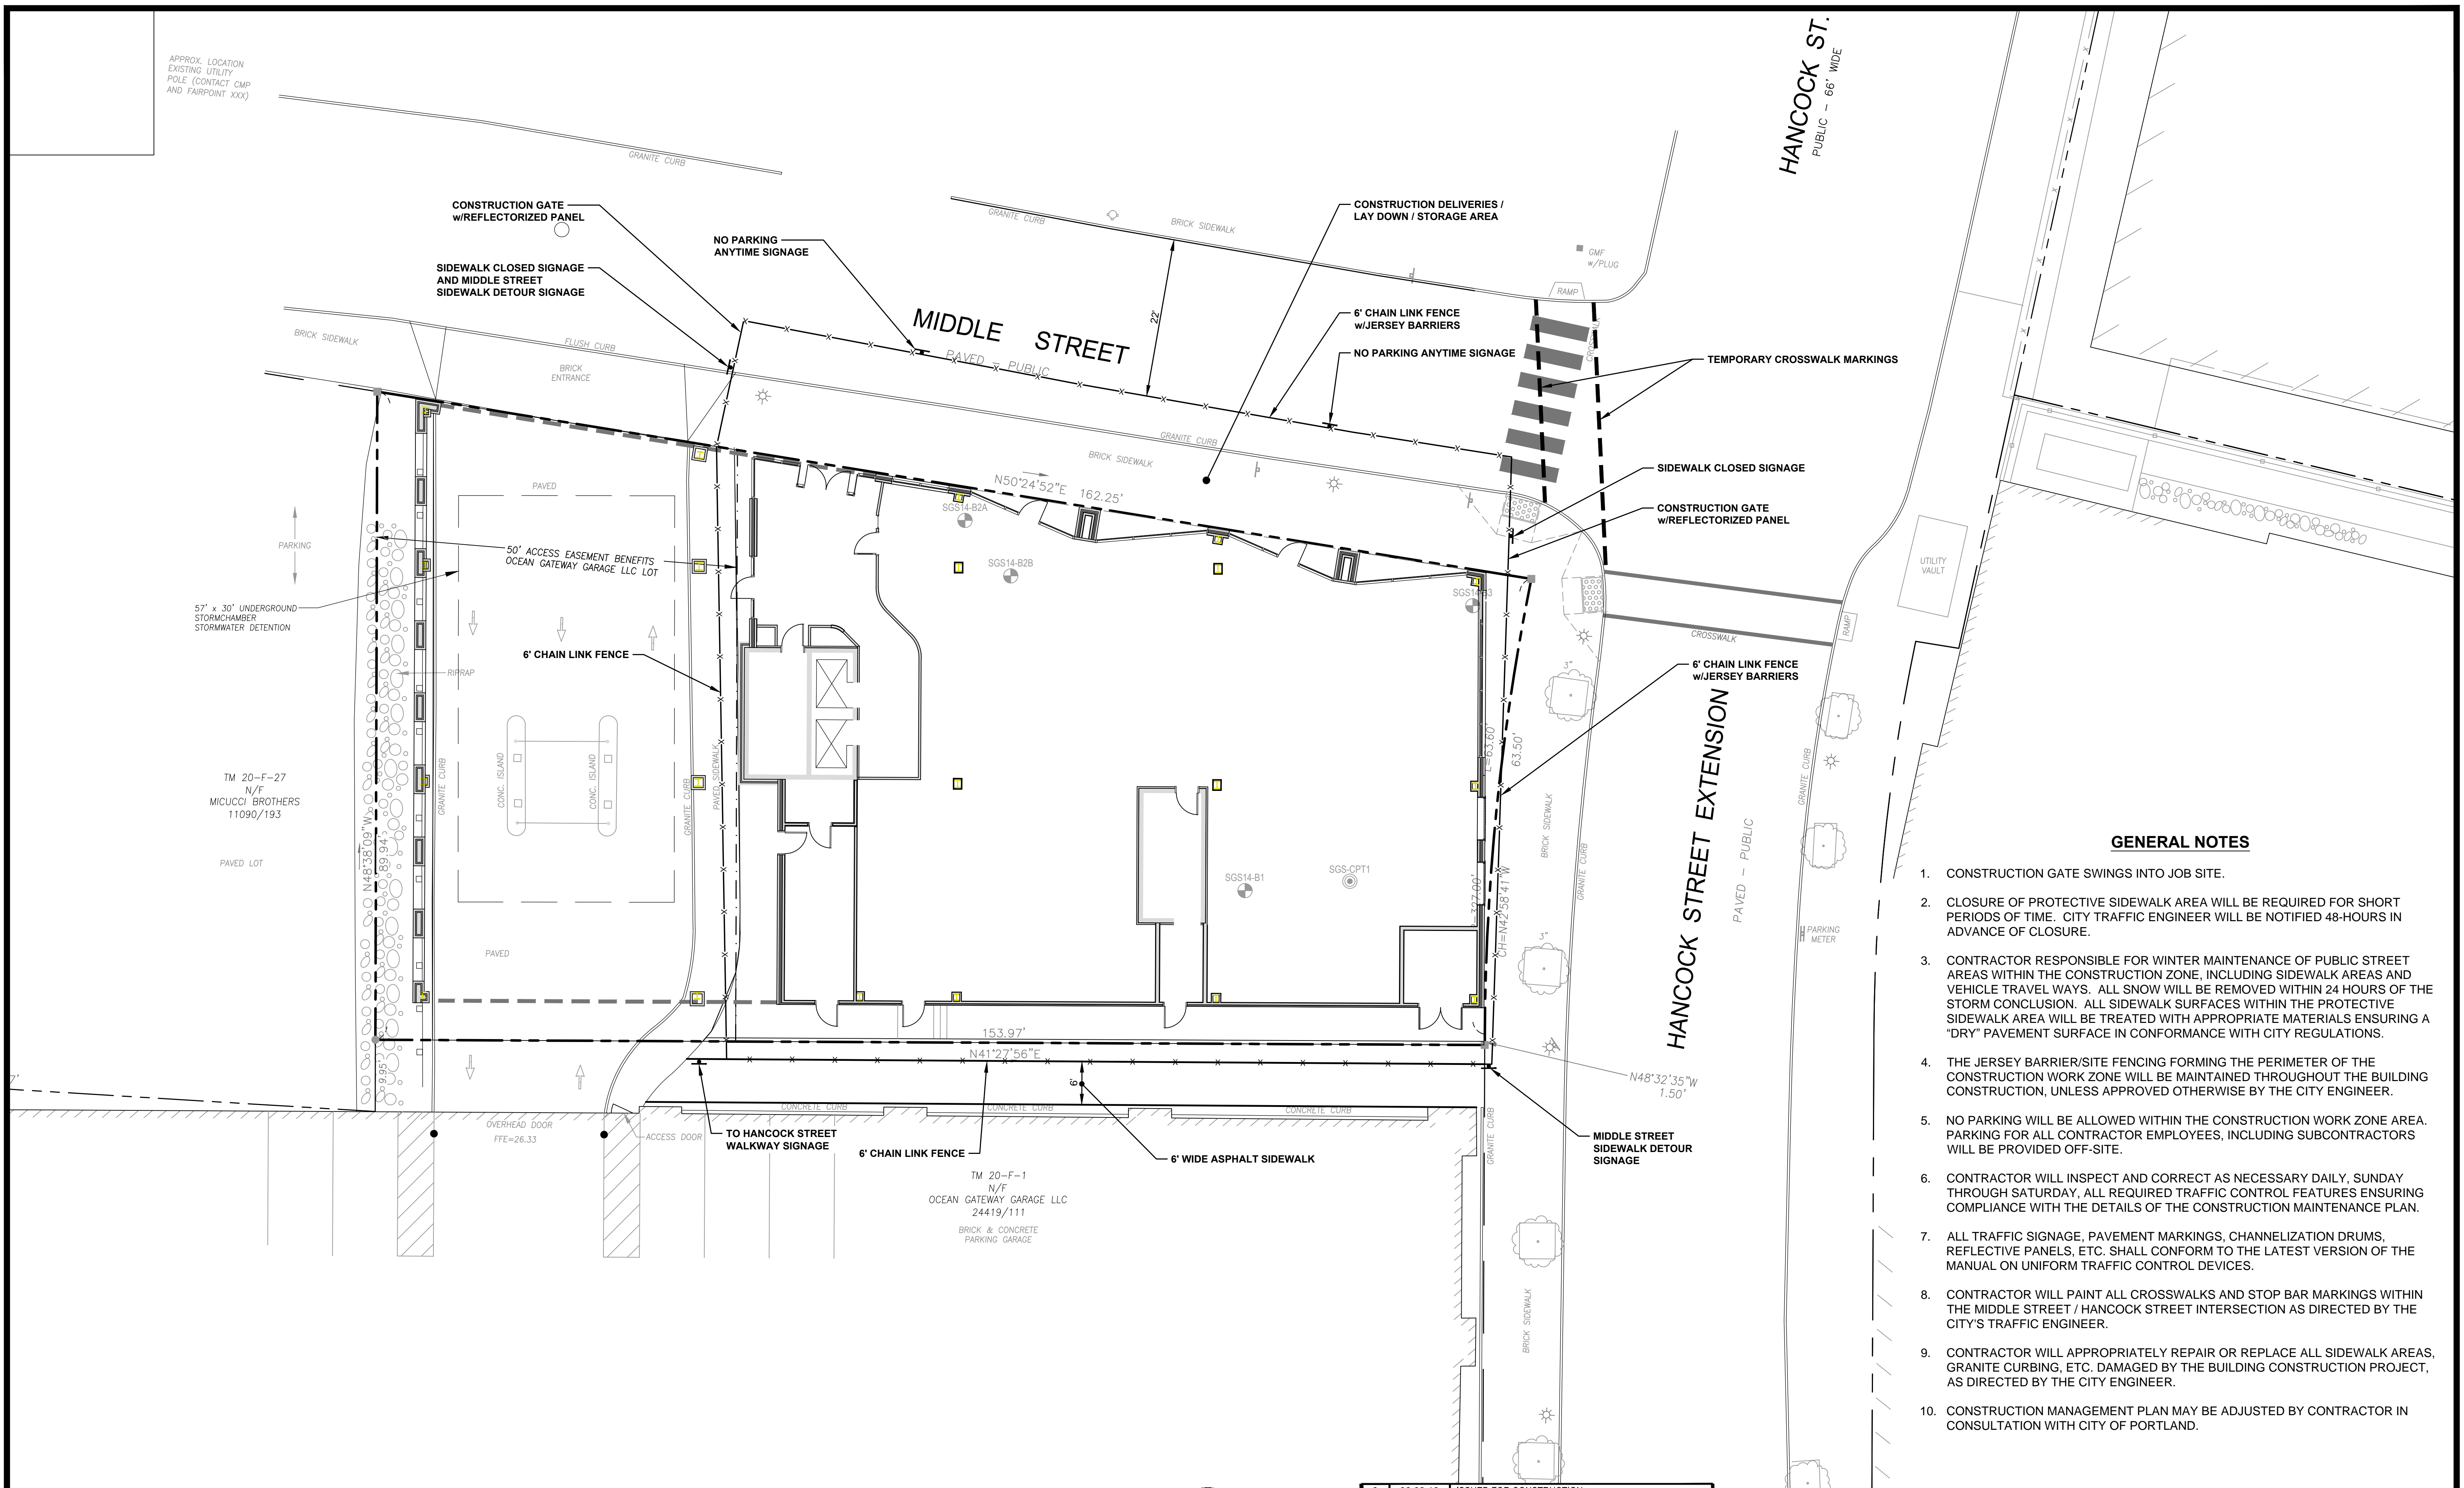 APPROX. LOCATION
EXISTING UTILITY
POLE (CONTACT CMP
AND FAIRPOINT XXX)
GRANITE CURB
HANCOCK ST.
PUBLIC - 66' WIDE
CONSTRUCTION GATE
w/REFLECTORIZED PANEL
NO PARKING
ANYTIME SIGNAGE
SIDEWALK CLOSED SIGNAGE
AND MIDDLE STREET
SIDEWALK DETOUR SIGNAGE
GRANITE CURB
BRICK SIDEWALK
CONSTRUCTION DELIVERIES /
LAY DOWN / STORAGE AREA
GMF
w/PLUG
RAMP
MIDDLE STREET
PAVED - PUBLIC
22'
6' CHAIN LINK FENCE
w/JERSEY BARRIERS
NO PARKING ANYTIME SIGNAGE
CROSSWALK
TEMPORARY CROSSWALK MARKINGS
BRICK SIDEWALK
FLUSH CURB
BRICK
ENTRANCE
GRANITE CURB
BRICK SIDEWALK
SIDEWALK CLOSED SIGNAGE
CONSTRUCTION GATE
w/REFLECTORIZED PANEL
N50°24'52"E 162.25'
SGS14-B2A
SGS14-B2B
PAVED
PARKING
50' ACCESS EASEMENT BENEFITS
OCEAN GATEWAY GARAGE LLC LOT
57' x 30' UNDERGROUND
STORMCHAMBER
STORMWATER DETENTION
UTILITY
VAULT
CROSSWALK
RAMP
6' CHAIN LINK FENCE
RIPRAP
3"
6' CHAIN LINK FENCE
w/JERSEY BARRIERS
HANCOCK STREET EXTENSION
PAVED - PUBLIC
L=63.60'
63.50'
CH=N42°58'41"W
TM 20-F-27
N/F
MICUCCI BROTHERS
11090/193
PAVED LOT
N48°38'09"W
89.94'
GRANITE CURB
CONC. ISLAND
CONC. ISLAND
GRANITE CURB
PAVED SIDEWALK
BRICK SIDEWALK
GRANITE CURB
GRANITE CURB
SGS14-B1
SGS-CPT1
PARKING
METER
3"
PAVED
153.97'
N41°27'56"E
9.95'
6'
N48°32'35"W
1.50'
CONCRETE CURB
CONCRETE CURB
CONCRETE CURB
GRANITE CURB
OVERHEAD DOOR
FFE=26.33
ACCESS DOOR
TO HANCOCK STREET
WALKWAY SIGNAGE
6' CHAIN LINK FENCE
6' WIDE ASPHALT SIDEWALK
MIDDLE STREET
SIDEWALK DETOUR
SIGNAGE
TM 20-F-1
N/F
OCEAN GATEWAY GARAGE LLC
24419/111
BRICK & CONCRETE
PARKING GARAGE
BRICK SIDEWALK
GENERAL NOTES
1. CONSTRUCTION GATE SWINGS INTO JOB SITE.
2. CLOSURE OF PROTECTIVE SIDEWALK AREA WILL BE REQUIRED FOR SHORT
PERIODS OF TIME. CITY TRAFFIC ENGINEER WILL BE NOTIFIED 48-HOURS IN
ADVANCE OF CLOSURE.
3. CONTRACTOR RESPONSIBLE FOR WINTER MAINTENANCE OF PUBLIC STREET
AREAS WITHIN THE CONSTRUCTION ZONE, INCLUDING SIDEWALK AREAS AND
VEHICLE TRAVEL WAYS. ALL SNOW WILL BE REMOVED WITHIN 24 HOURS OF THE
STORM CONCLUSION. ALL SIDEWALK SURFACES WITHIN THE PROTECTIVE
SIDEWALK AREA WILL BE TREATED WITH APPROPRIATE MATERIALS ENSURING A
“DRY” PAVEMENT SURFACE IN CONFORMANCE WITH CITY REGULATIONS.
4. THE JERSEY BARRIER/SITE FENCING FORMING THE PERIMETER OF THE
CONSTRUCTION WORK ZONE WILL BE MAINTAINED THROUGHOUT THE BUILDING
CONSTRUCTION, UNLESS APPROVED OTHERWISE BY THE CITY ENGINEER.
5. NO PARKING WILL BE ALLOWED WITHIN THE CONSTRUCTION WORK ZONE AREA.
PARKING FOR ALL CONTRACTOR EMPLOYEES, INCLUDING SUBCONTRACTORS
WILL BE PROVIDED OFF-SITE.
6. CONTRACTOR WILL INSPECT AND CORRECT AS NECESSARY DAILY, SUNDAY
THROUGH SATURDAY, ALL REQUIRED TRAFFIC CONTROL FEATURES ENSURING
COMPLIANCE WITH THE DETAILS OF THE CONSTRUCTION MAINTENANCE PLAN.
7. ALL TRAFFIC SIGNAGE, PAVEMENT MARKINGS, CHANNELIZATION DRUMS,
REFLECTIVE PANELS, ETC. SHALL CONFORM TO THE LATEST VERSION OF THE
MANUAL ON UNIFORM TRAFFIC CONTROL DEVICES.
8. CONTRACTOR WILL PAINT ALL CROSSWALKS AND STOP BAR MARKINGS WITHIN
THE MIDDLE STREET / HANCOCK STREET INTERSECTION AS DIRECTED BY THE
CITY'S TRAFFIC ENGINEER.
9. CONTRACTOR WILL APPROPRIATELY REPAIR OR REPLACE ALL SIDEWALK AREAS,
GRANITE CURBING, ETC. DAMAGED BY THE BUILDING CONSTRUCTION PROJECT,
AS DIRECTED BY THE CITY ENGINEER.
10. CONSTRUCTION MANAGEMENT PLAN MAY BE ADJUSTED BY CONTRACTOR IN
CONSULTATION WITH CITY OF PORTLAND.